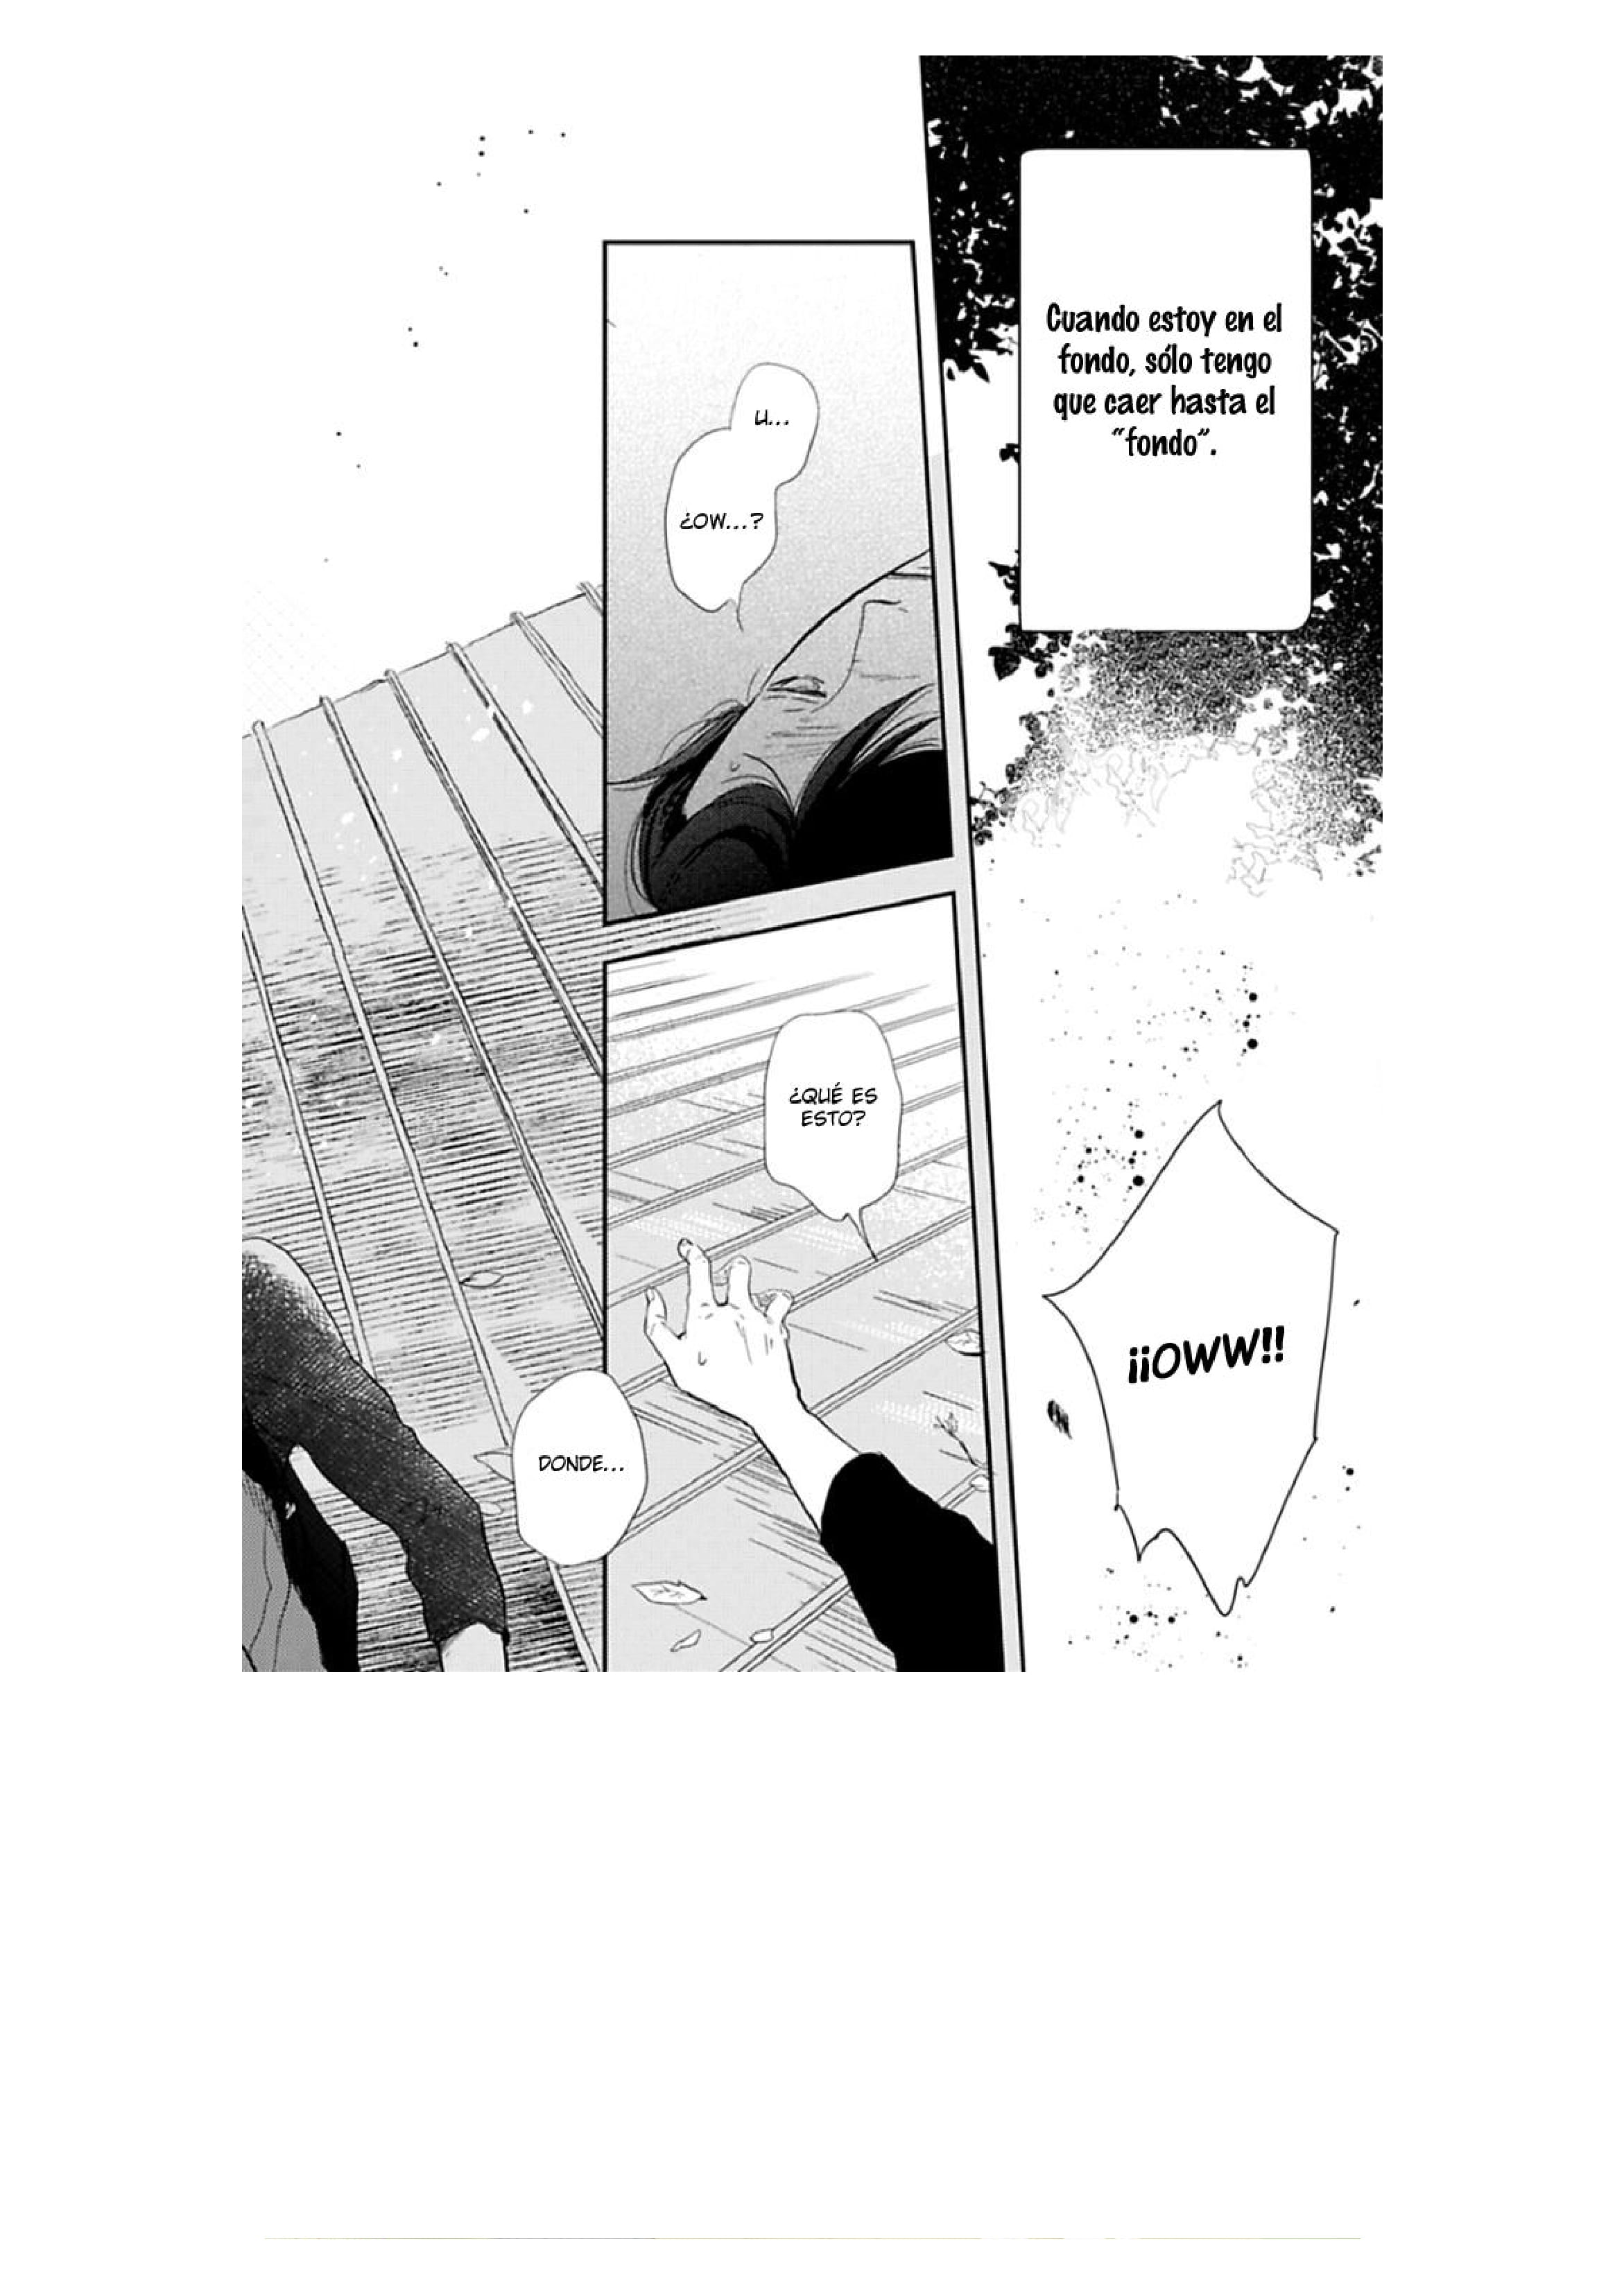 Cuando estoy en el
fondo, sólo tengo
que caer hasta el
“fondo”.
¡¡OWW!!
U...
¿OW...?
¿QUÉ ES
ESTO?
DONDE...